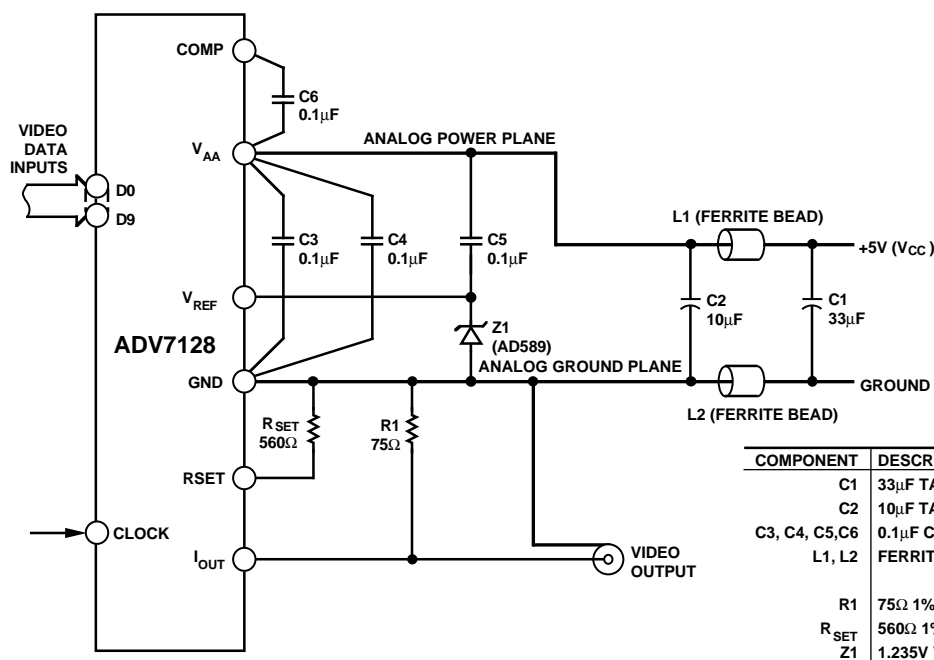 COMP
C6
0.1μF
VIDEO
DATA
INPUTS
VAA
ANALOG POWER PLANE
D0
D9
L1 (FERRITE BEAD)
C3
0.1μF
C4
0.1μF
C5
0.1μF
+5V (VCC)
C2
10μF
C1
33μF
VREF
Z1
(AD589)
ADV7128
GND
ANALOG GROUND PLANE
GROUND
L2 (FERRITE BEAD)
RSET
560Ω
R1
75Ω
RSET
CLOCK
IOUT
VIDEO
OUTPUT
COMPONENT DESCR
C1 33μF TA
C2 10μF TA
C3, C4, C5,C6 0.1μF C
L1, L2 FERRIT
R1 75Ω 1%
RSET 560Ω 1%
Z1 1.235V